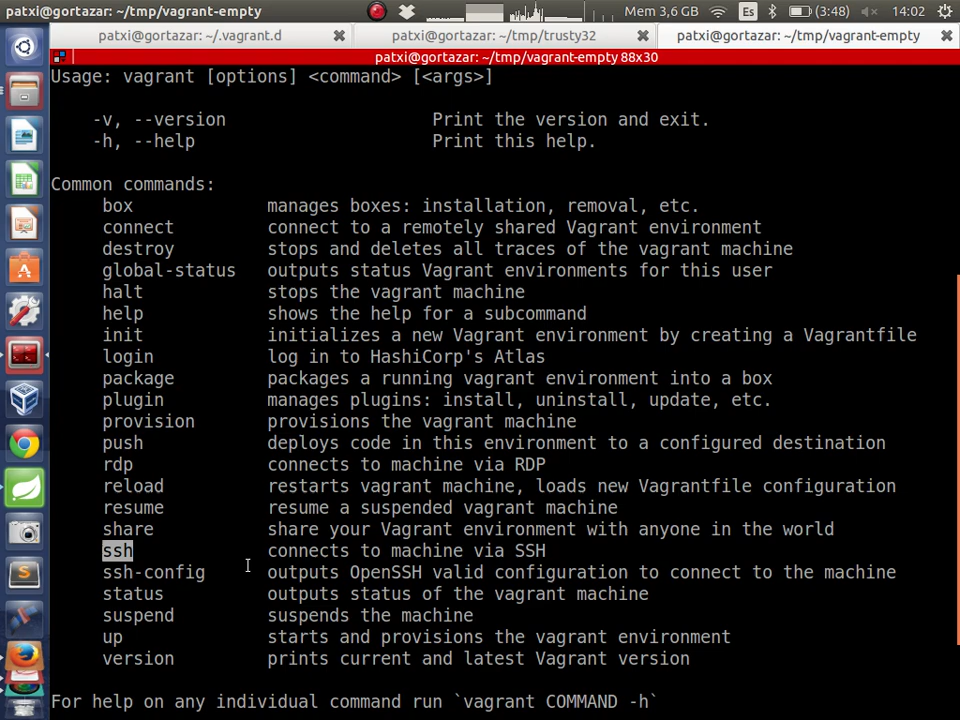 patxi@gortazar: ~/tmp/vagrant-empty
Mem 3,6 GB
Es
(3:48)
14:02
patxi@gortazar: ~/.vagrant.d
patxi@gortazar: ~/tmp/trusty32
patxi@gortazar: ~/tmp/vagrant-empty
patxi@gortazar: ~/tmp/vagrant-empty 88x30
Usage: vagrant [options] <command> [<args>]
-v, --version Print the version and exit.
-h, --help Print this help.
Common commands:
box manages boxes: installation, removal, etc.
connect connect to a remotely shared Vagrant environment
destroy stops and deletes all traces of the vagrant machine
global-status outputs status Vagrant environments for this user
halt stops the vagrant machine
help shows the help for a subcommand
init initializes a new Vagrant environment by creating a Vagrantfile
login log in to HashiCorp's Atlas
package packages a running vagrant environment into a box
plugin manages plugins: install, uninstall, update, etc.
provision provisions the vagrant machine
push deploys code in this environment to a configured destination
rdp connects to machine via RDP
reload restarts vagrant machine, loads new Vagrantfile configuration
resume resume a suspended vagrant machine
share share your Vagrant environment with anyone in the world
ssh connects to machine via SSH
ssh-config outputs OpenSSH valid configuration to connect to the machine
status outputs status of the vagrant machine
suspend suspends the machine
up starts and provisions the vagrant environment
version prints current and latest Vagrant version
For help on any individual command run `vagrant COMMAND -h`